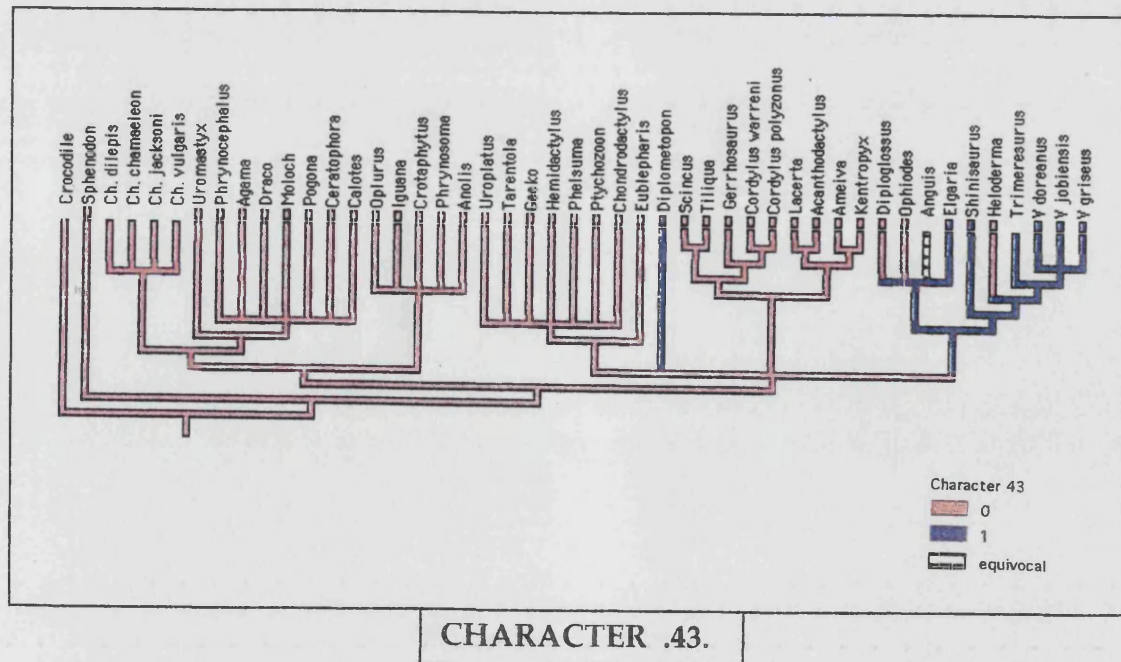 Crocodile
Sphenodon
Ch. dilepis
Ch. chamaeleon
Ch. jacksoni
Ch. vulgaris
Uromastyx
Phrynocephalus
Agama
Draco
Moloch
Pogona
Ceratophora
Calotes
Oplurus
Iguana
Crotaphytus
Phrynosoma
Anolis
Uroplatus
Tarentola
Gecko
Hemidactylus
Phelsuma
Ptychozoon
Chondrodactylus
Eublepharis
Diplometopon
Scincus
Tiliqua
Gerrhosaurus
Cordylus warreni
Cordylus polyzonus
Lacerta
Acanthodactylus
Ameiva
Kentropyx
Diploglossus
Ophiodes
Anguis
Elgaria
Shinisaurus
Heloderma
Trimeresurus
V doreanus
V jobiensis
V griseus
Character 43
0
1
equivocal
CHARACTER .43.